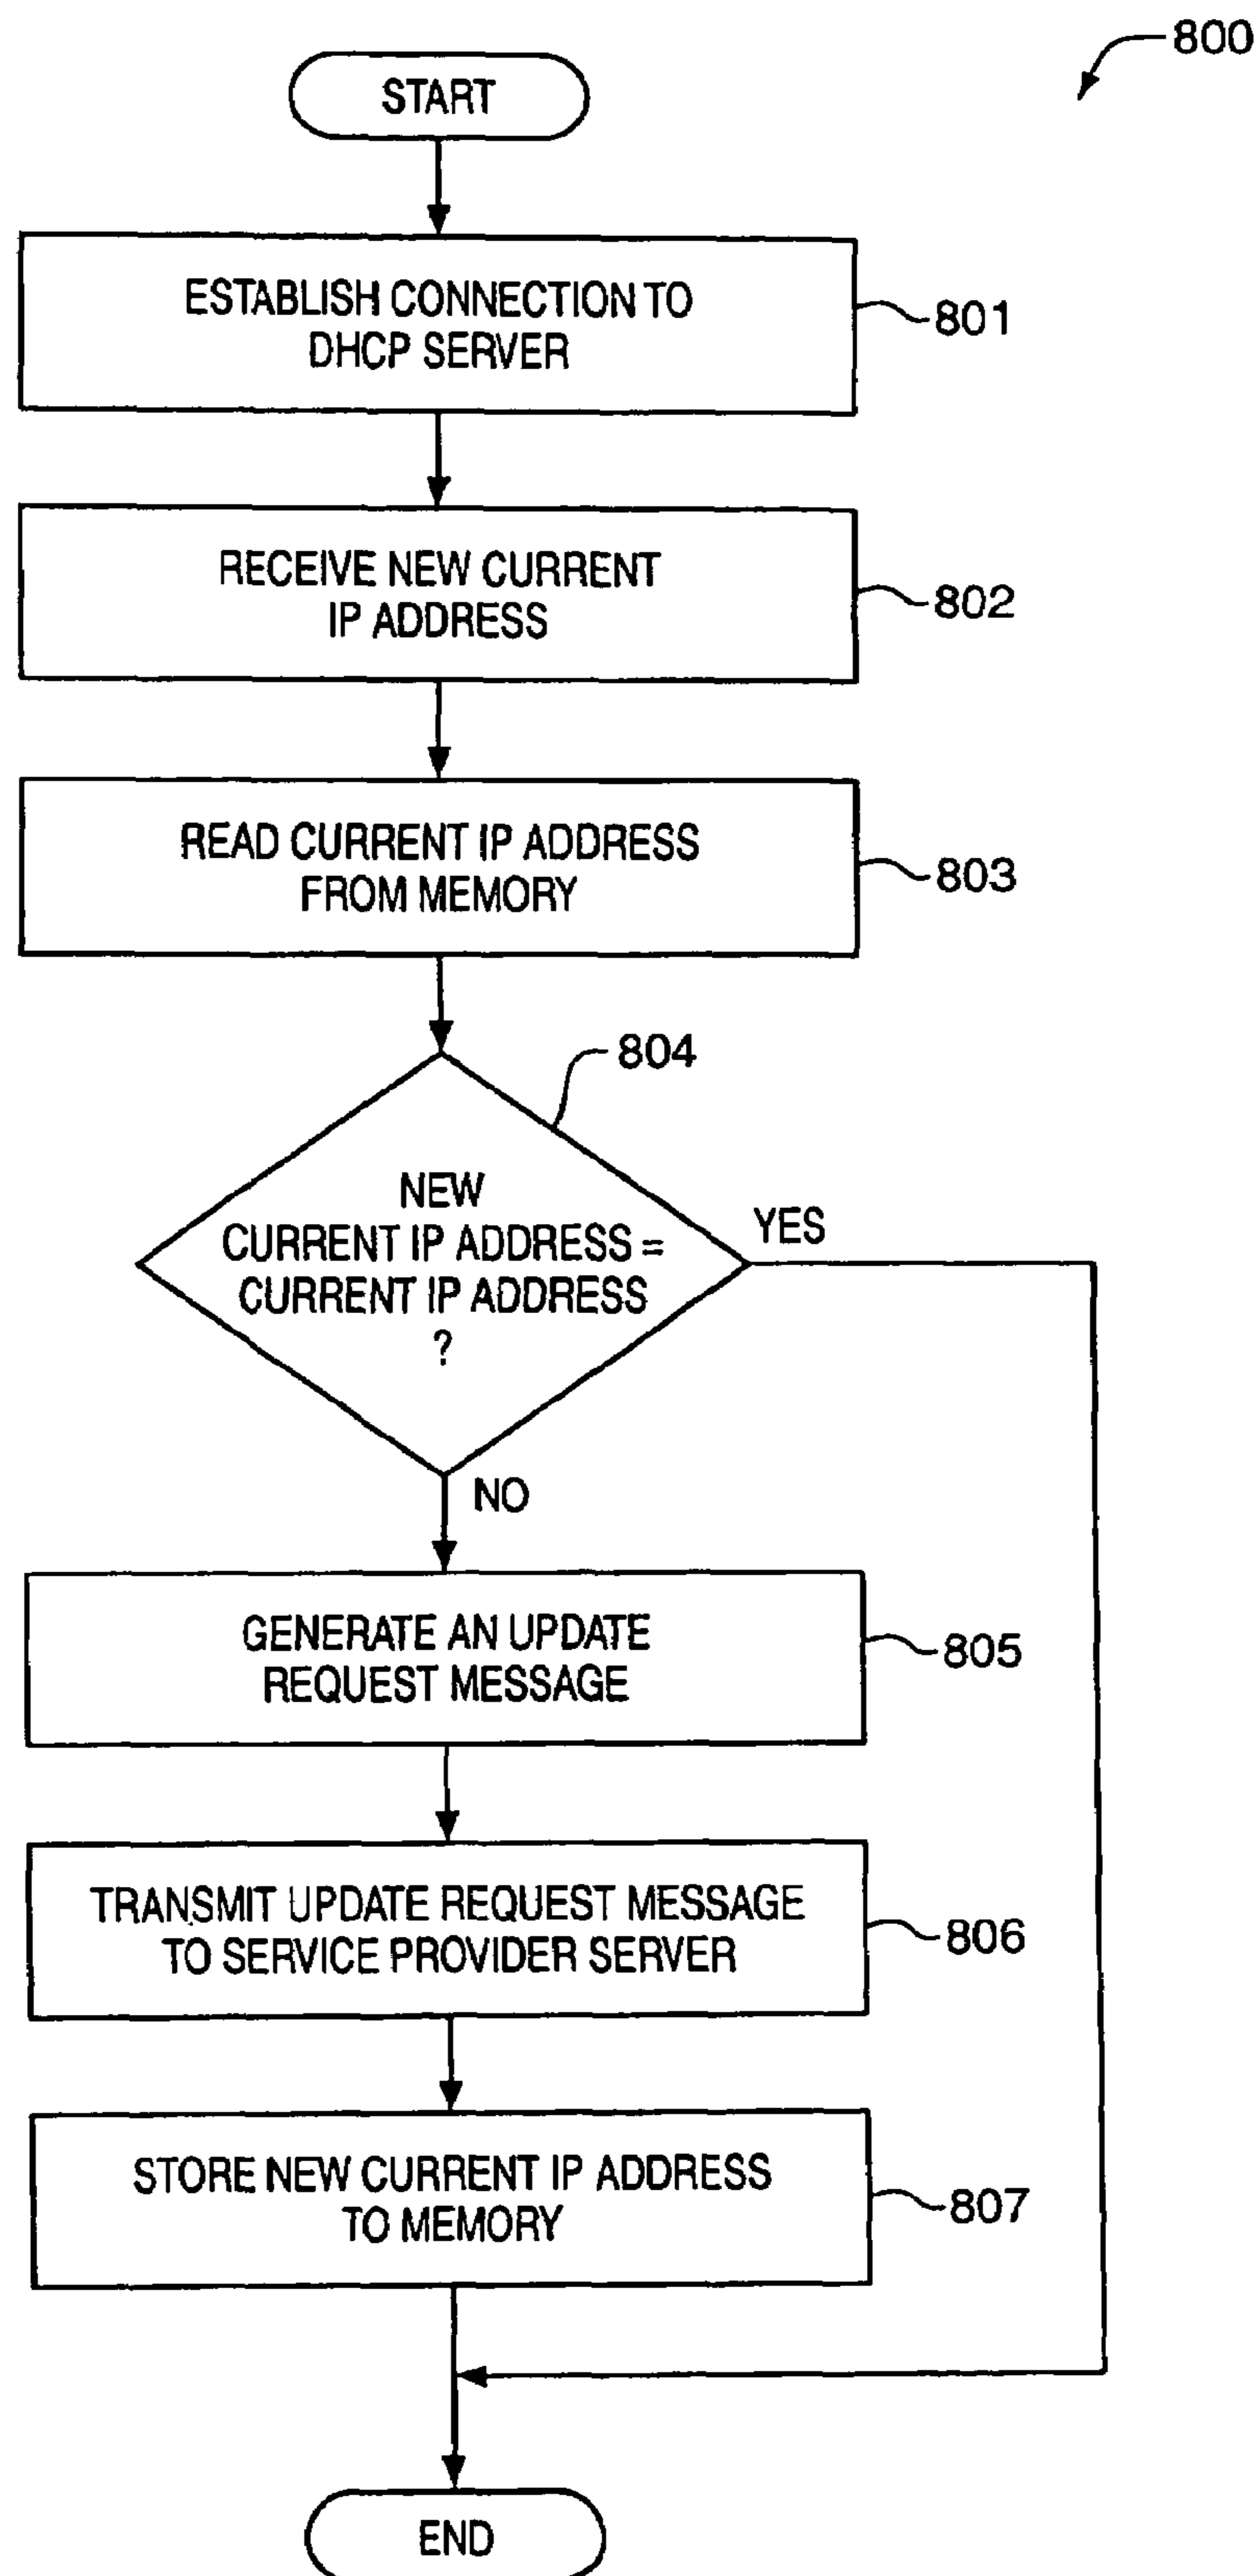 800
START
ESTABLISH CONNECTION TO
DHCP SERVER
801
RECEIVE NEW CURRENT
IP ADDRESS
802
READ CURRENT IP ADDRESS
FROM MEMORY
803
804
NEW
CURRENT IP ADDRESS =
CURRENT IP ADDRESS
?
YES
NO
GENERATE AN UPDATE
REQUEST MESSAGE
805
TRANSMIT UPDATE REQUEST MESSAGE
TO SERVICE PROVIDER SERVER
806
STORE NEW CURRENT IP ADDRESS
TO MEMORY
807
END